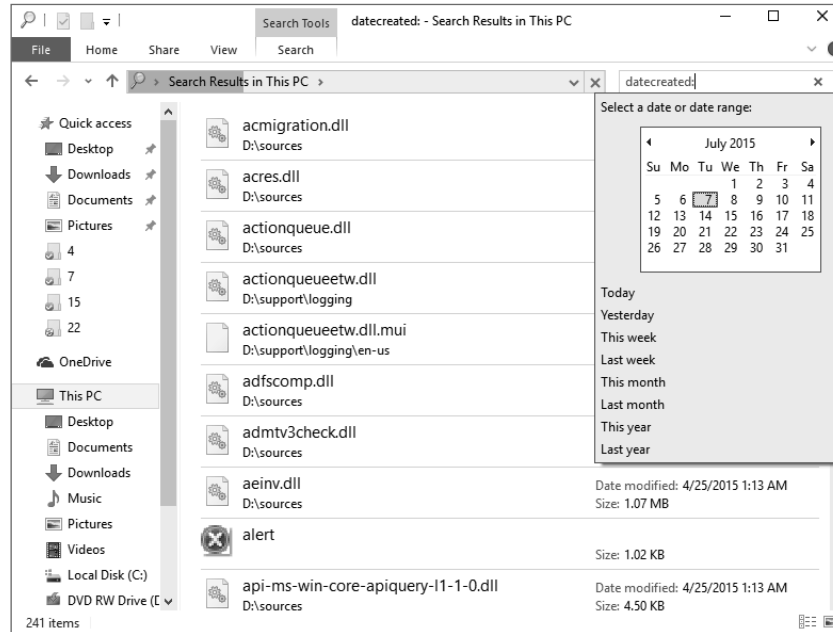 Search Tools
datecreated: - Search Results in This PC
File
Home
Share
View
Search
Search Results in This PC
datecreated:
Quick access
Desktop
Downloads
Documents
Pictures
4
7
15
22
OneDrive
This PC
Desktop
Documents
Downloads
Music
Pictures
Videos
Local Disk (C:)
DVD RW Drive (
acmigration.dll
D:\sources
acres.dll
D:\sources
actionqueue.dll
D:\sources
actionqueueetw.dll
D:\support\logging
actionqueueetw.dll.mui
D:\support\logging\en-us
adfscomp.dll
D:\sources
admtv3check.dll
D:\sources
aeinv.dll
D:\sources
Date modified: 4/25/2015 1:13 AM
Size: 1.07 MB
alert
Size: 1.02 KB
api-ms-win-core-apiquery-l1-1-0.dll
D:\sources
Date modified: 4/25/2015 1:13 AM
Size: 4.50 KB
Select a date or date range:
July 2015
Su Mo Tu We Th Fr Sa
1 2 3 4
5 6 7 8 9 10 11
12 13 14 15 16 17 18
19 20 21 22 23 24 25
26 27 28 29 30 31
Today
Yesterday
This week
Last week
This month
Last month
This year
Last year
241 items